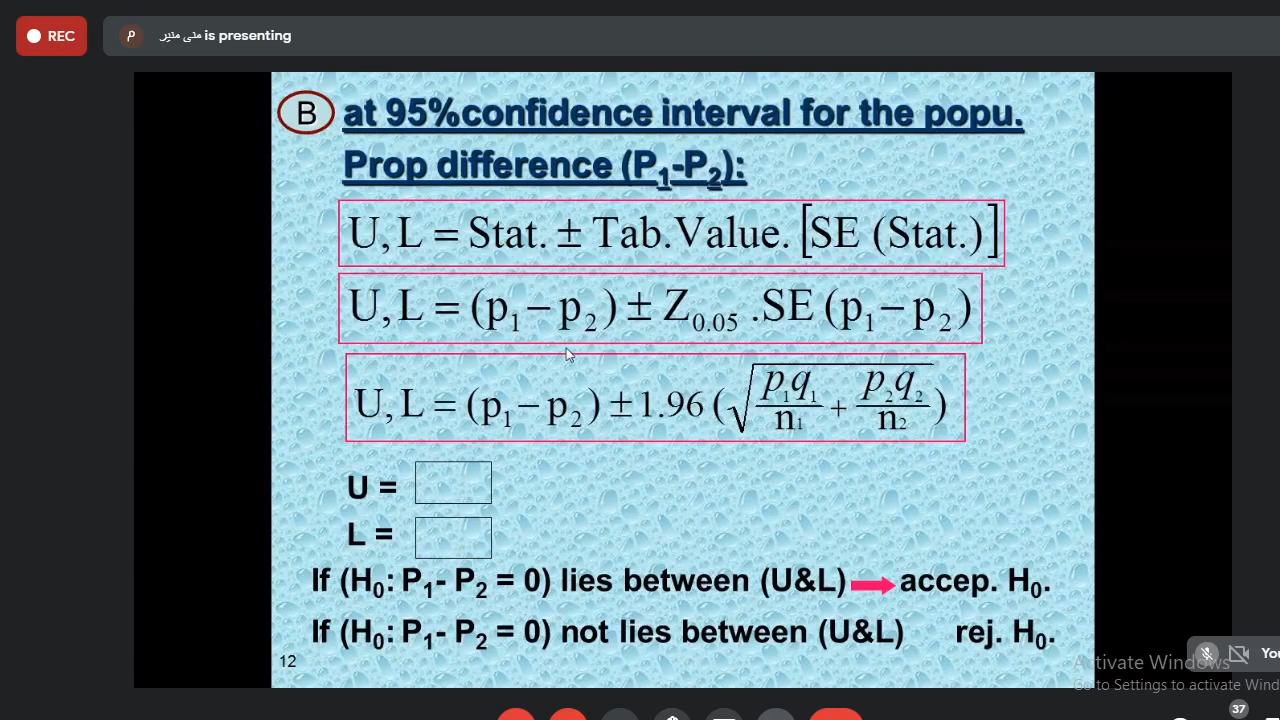 REC
م
منى منير is presenting
B
at 95%confidence interval for the popu.
Prop difference (P₁-P₂):
U, L = Stat. ± Tab.Value. [SE (Stat.)]
U, L = (p₁ − p₂) ± Z₀.₀₅ .SE (p₁ − p₂)
U, L = (p₁ − p₂) ± 1.96 (√(p₁q₁/n₁ + p₂q₂/n₂))
U =
L =
If (H₀: P₁- P₂ = 0) lies between (U&L) → accep. H₀.
If (H₀: P₁- P₂ = 0) not lies between (U&L) rej. H₀.
12
You
Activate Windows
Go to Settings to activate Wind
37